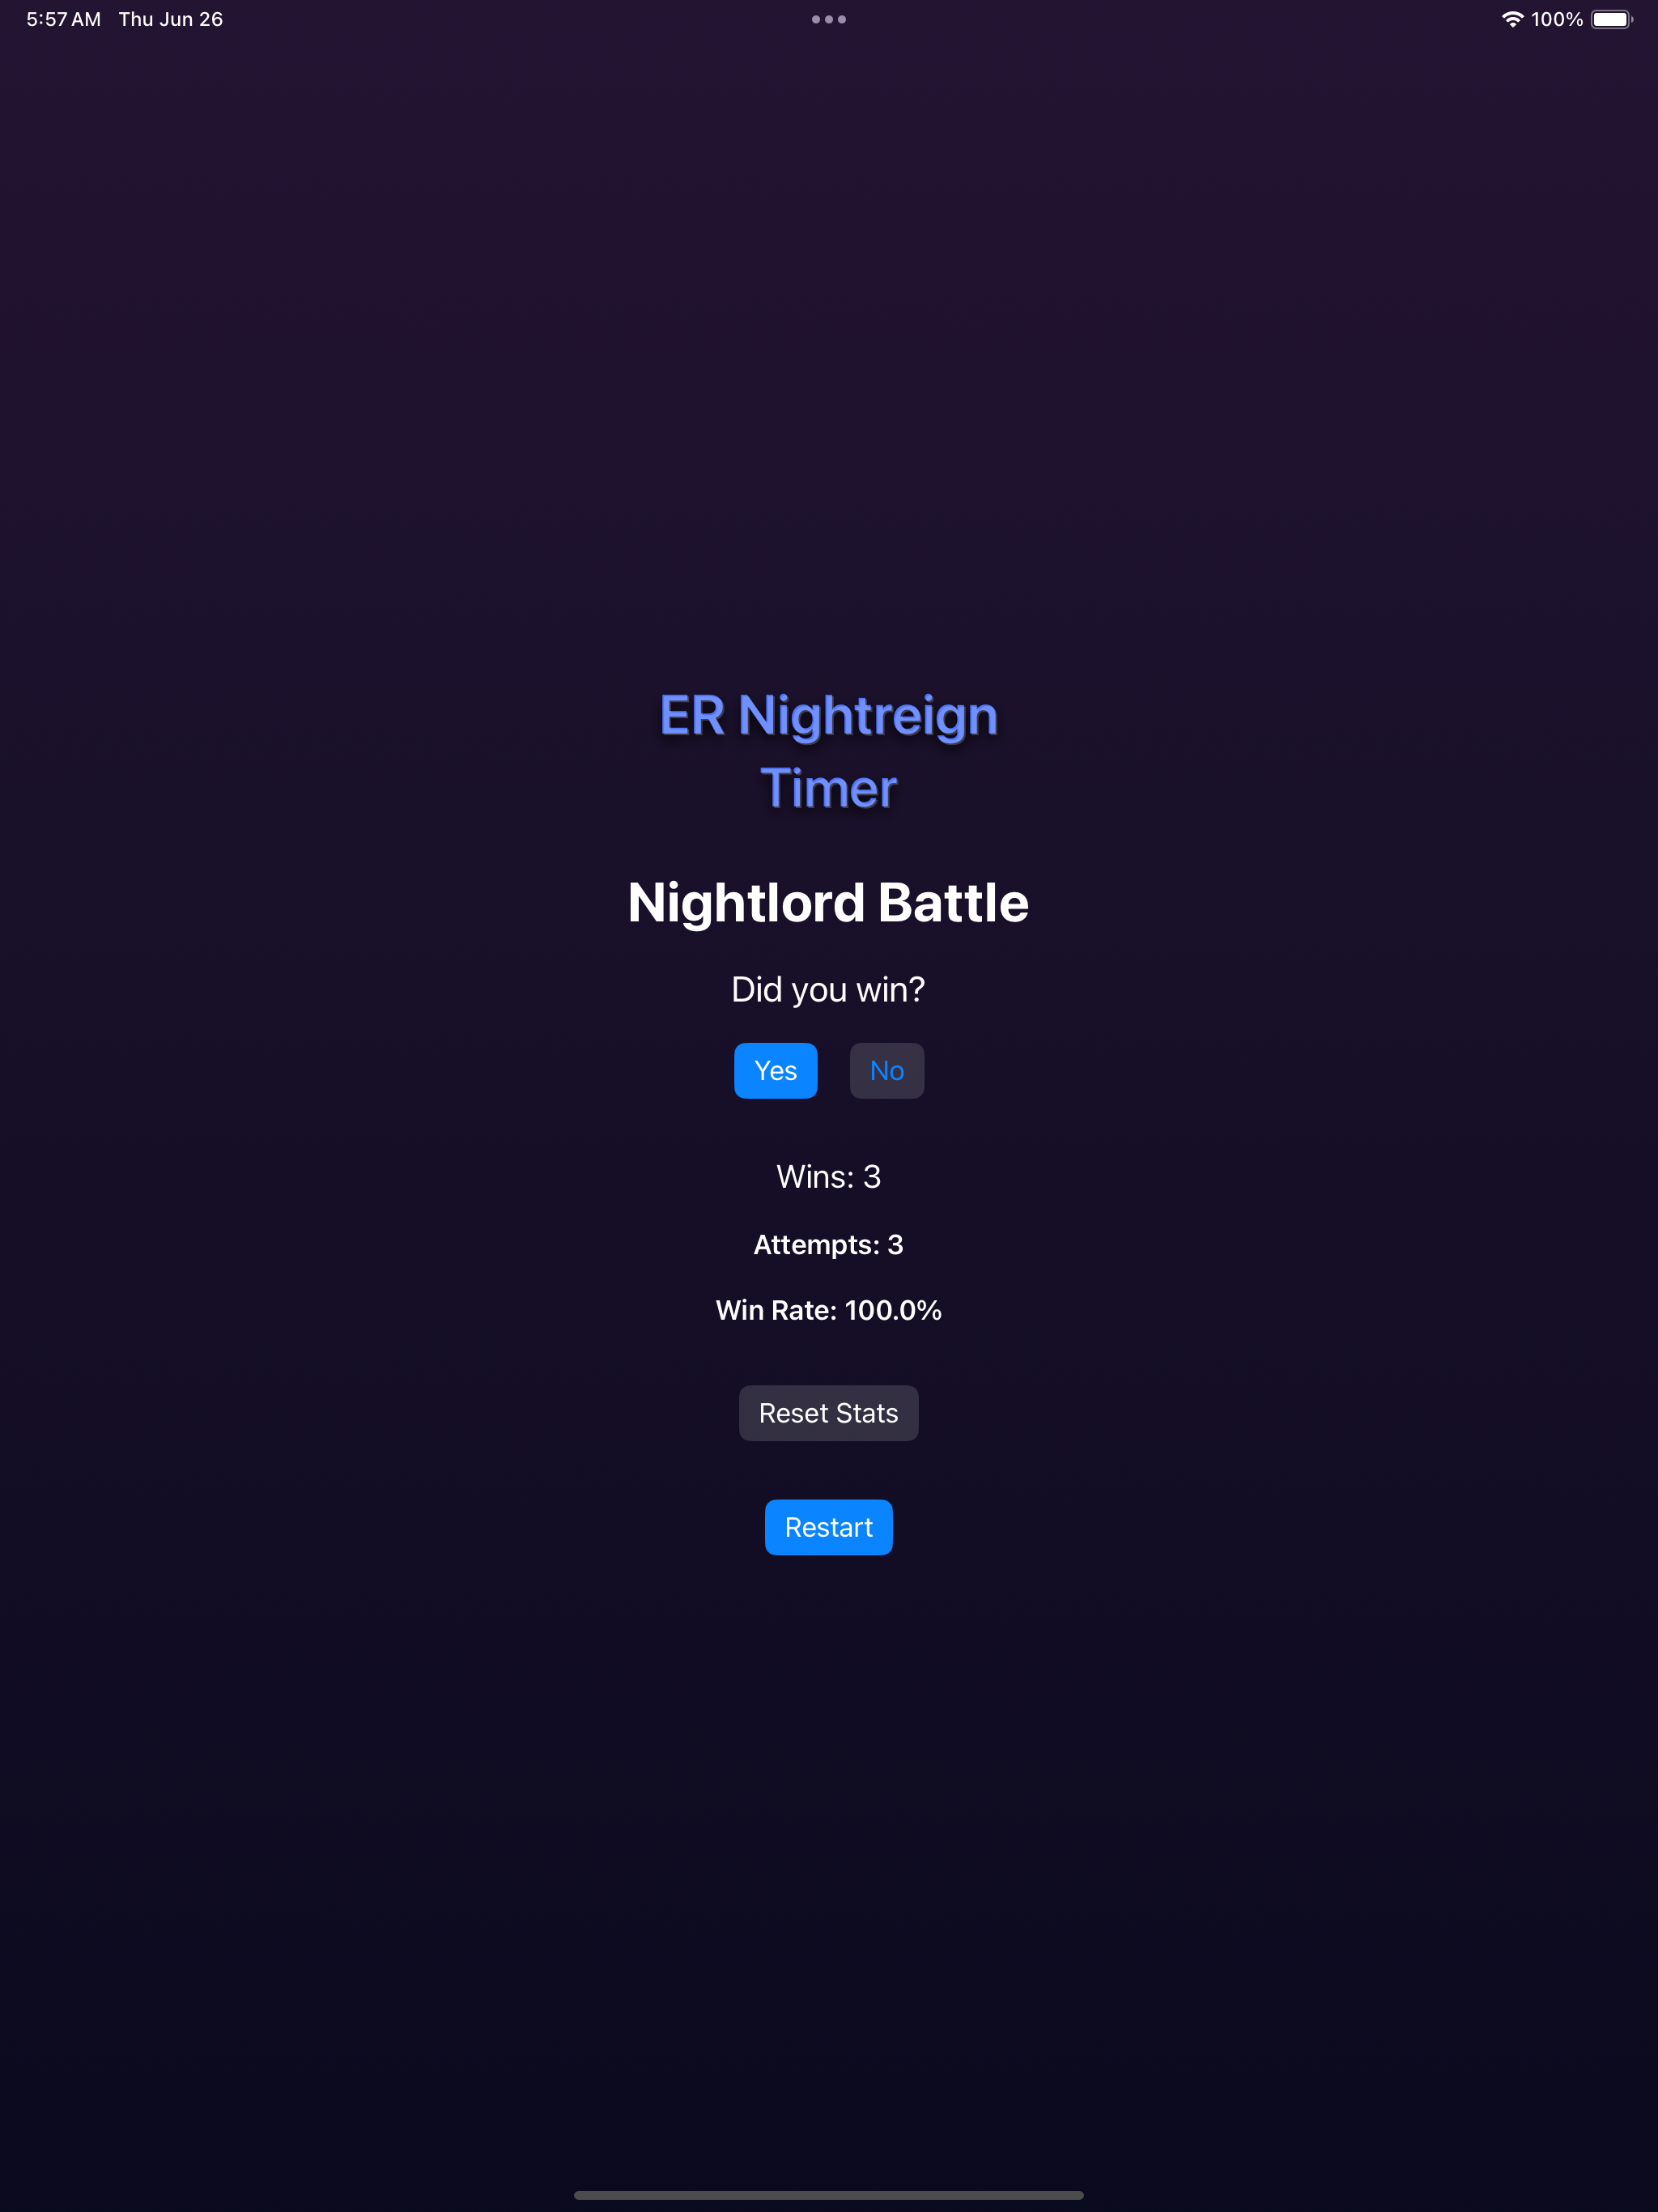 5:57 AM Thu Jun 26
100%
ER Nightreign
Timer
Nightlord Battle
Did you win?
Yes No
Wins: 3
Attempts: 3
Win Rate: 100.0%
Reset Stats
Restart